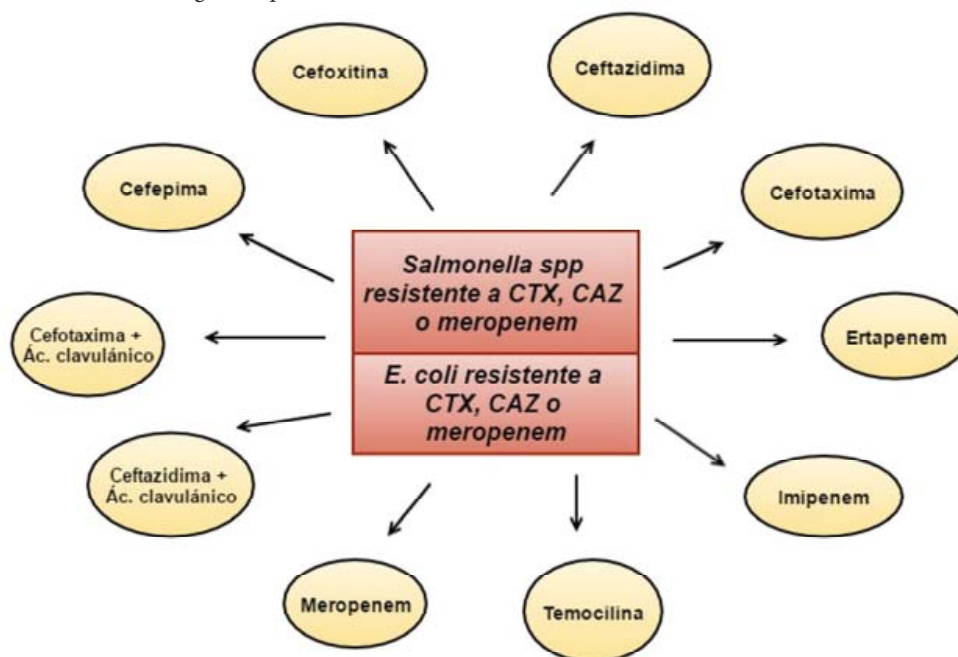 Cefoxitina
Ceftazidima
Cefepima
Cefotaxima
Salmonella spp
resistente a CTX, CAZ
o meropenem
Cefotaxima +
Ác. clavulánico
Ertapenem
E. coli resistente a
CTX, CAZ o
meropenem
Ceftazidima +
Ác. clavulánico
Imipenem
Meropenem
Temocilina